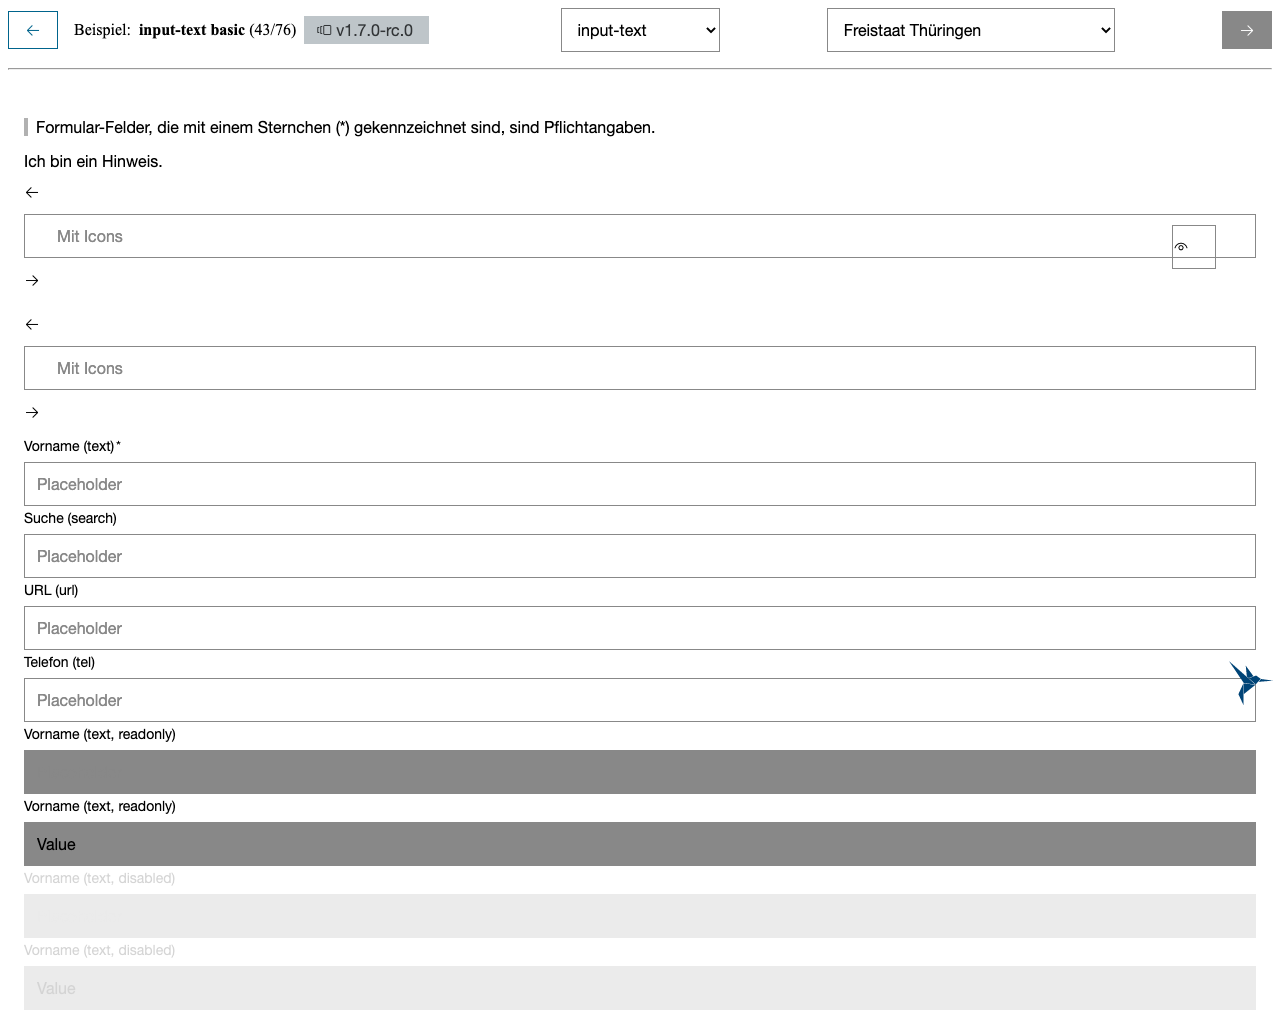 ← Beispiel: input-text basic (43/76) v1.7.0-rc.0 input-text Freistaat Thüringen →
Formular-Felder, die mit einem Sternchen (*) gekennzeichnet sind, sind Pflichtangaben.
Ich bin ein Hinweis.
←
Mit Icons
→
←
Mit Icons
→
Vorname (text)*
Placeholder
Suche (search)
Placeholder
URL (url)
Placeholder
Telefon (tel)
Placeholder
Vorname (text, readonly)
Vorname (text, readonly)
Value
Vorname (text, disabled)
Vorname (text, disabled)
Value